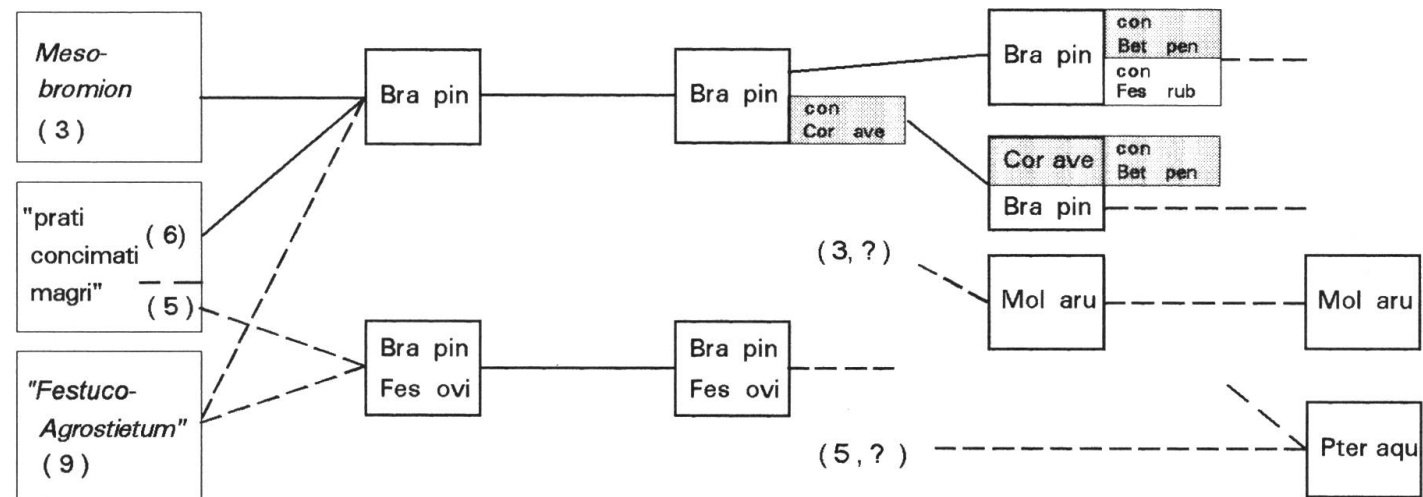 Meso-
bromion
(3)
"prati
concimati
magri"
(6)
(5)
"Festuco-
Agrostietum"
(9)
Bra pin
Bra pin
Fes ovi
Bra pin
con
Cor ave
Bra pin
Fes ovi
(3,?)
(5,?)
Bra pin
con
Bet pen
con
Fes rub
Cor ave
Bra pin
con
Bet pen
Mol aru
Mol aru
Pter aqu